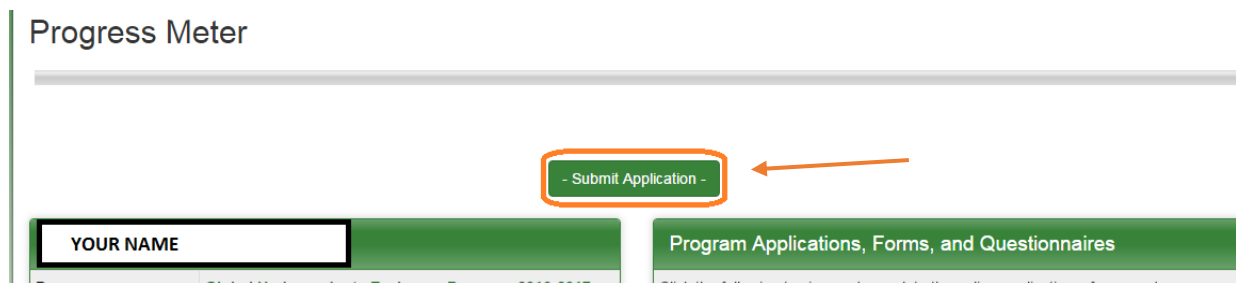 Progress Meter
- Submit Application -
YOUR NAME
Program Applications, Forms, and Questionnaires